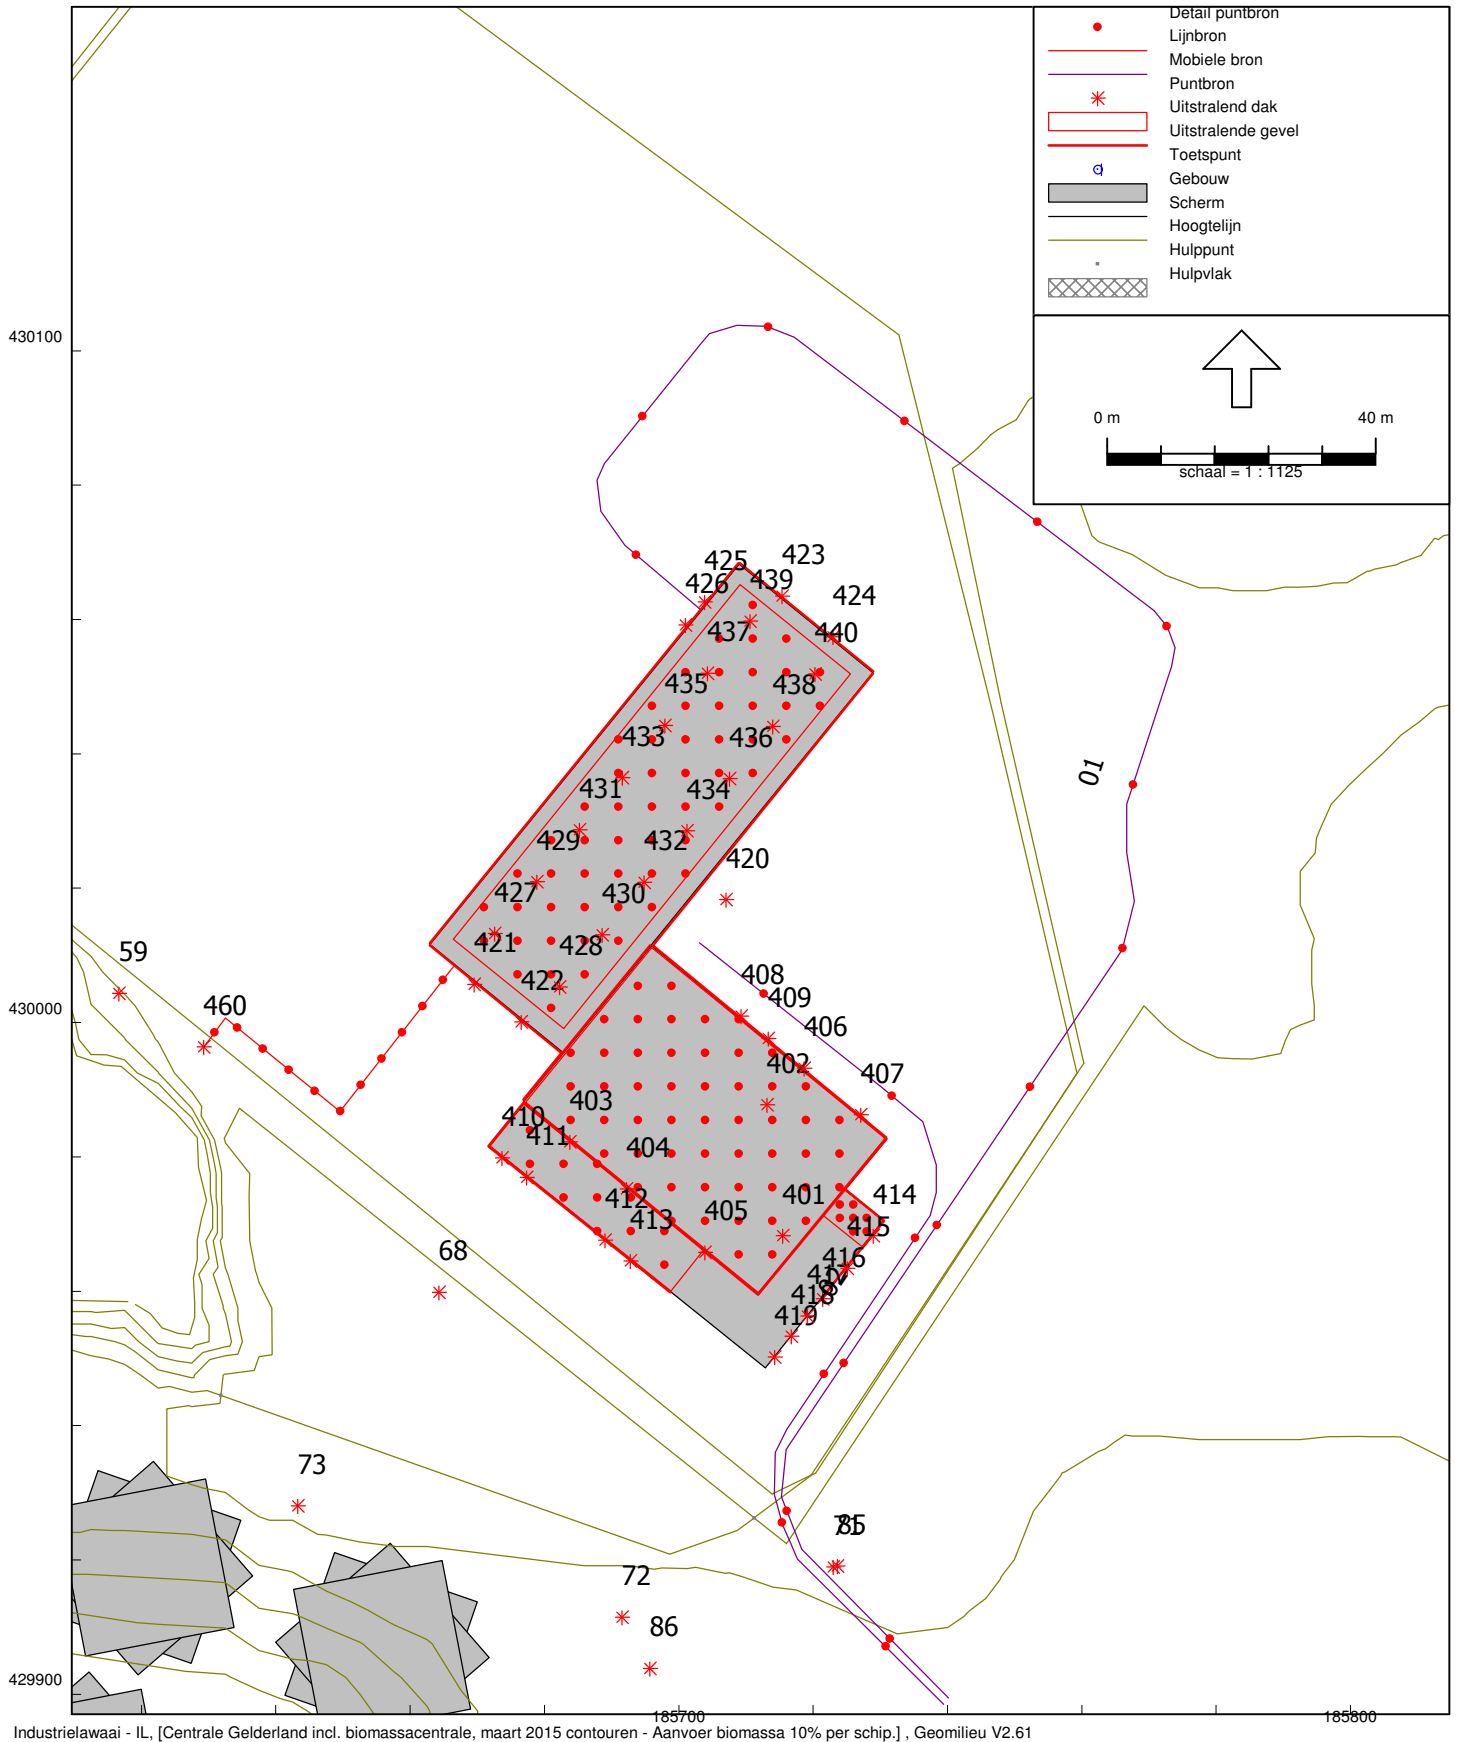 Detail puntbron
Lijnbron
Mobiele bron
Puntbron
Uitstralend dak
Uitstralende gevel
Toetspunt
Gebouw
Scherm
Hoogtelijn
Hulppunt
Hulpvlak
0 m 40 m
schaal = 1 : 1125
430100
425 423
426 439 424
437 440
435 438
433 436
01
431 434
429 432
420
427 430
421 428
59
422 408
460 409
430000
406
402 407
403
410
411 404
412 401 414
405
413 415
68 416
418
419
73
71 85
72
86
429900
185700 185800
Industrielawaai - IL, [Centrale Gelderland incl. biomassacentrale, maart 2015 contouren - Aanvoer biomassa 10% per schip.] , Geomilieu V2.61